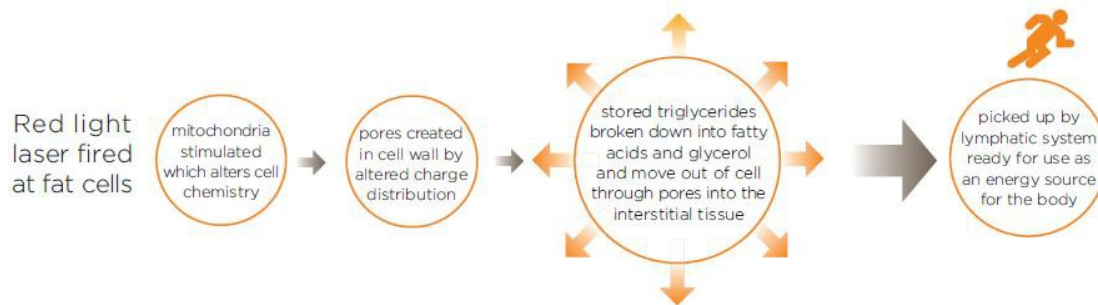 Red light
laser fired
at fat cells
mitochondria
stimulated
which alters cell
chemistry
pores created
in cell wall by
altered charge
distribution
stored triglycerides
broken down into fatty
acids and glycerol
and move out of cell
through pores into the
interstitial tissue
picked up by
lymphatic system
ready for use as
an energy source
for the body